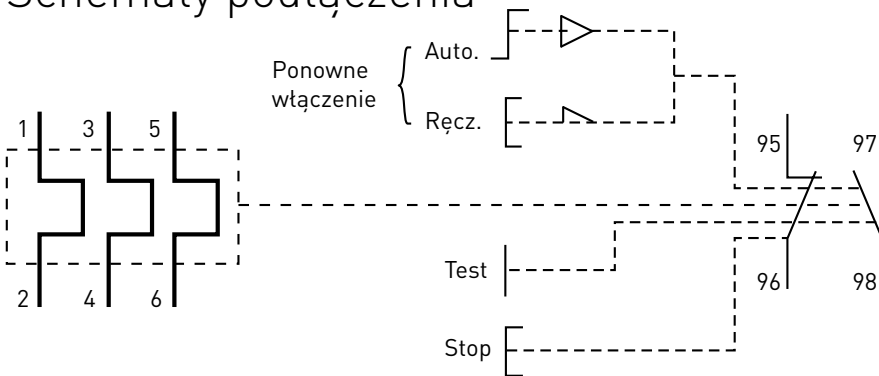 Schematy podłączenia
Ponowne
włączenie
Auto.
Ręcz.
1 3 5
95 97
2 4 6
Test
96 98
Stop